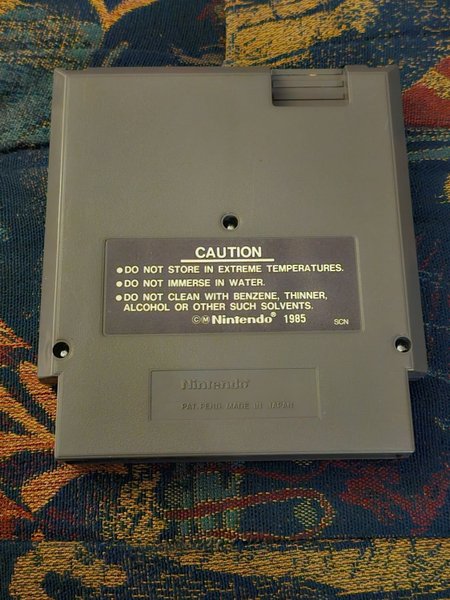 CAUTION
●DO NOT STORE IN EXTREME TEMPERATURES.
●DO NOT IMMERSE IN WATER.
●DO NOT CLEAN WITH BENZENE, THINNER,
ALCOHOL OR OTHER SUCH SOLVENTS.
©Ⓜ Nintendo® 1985 SCN
Nintendo®
PAT. PEND. MADE IN JAPAN